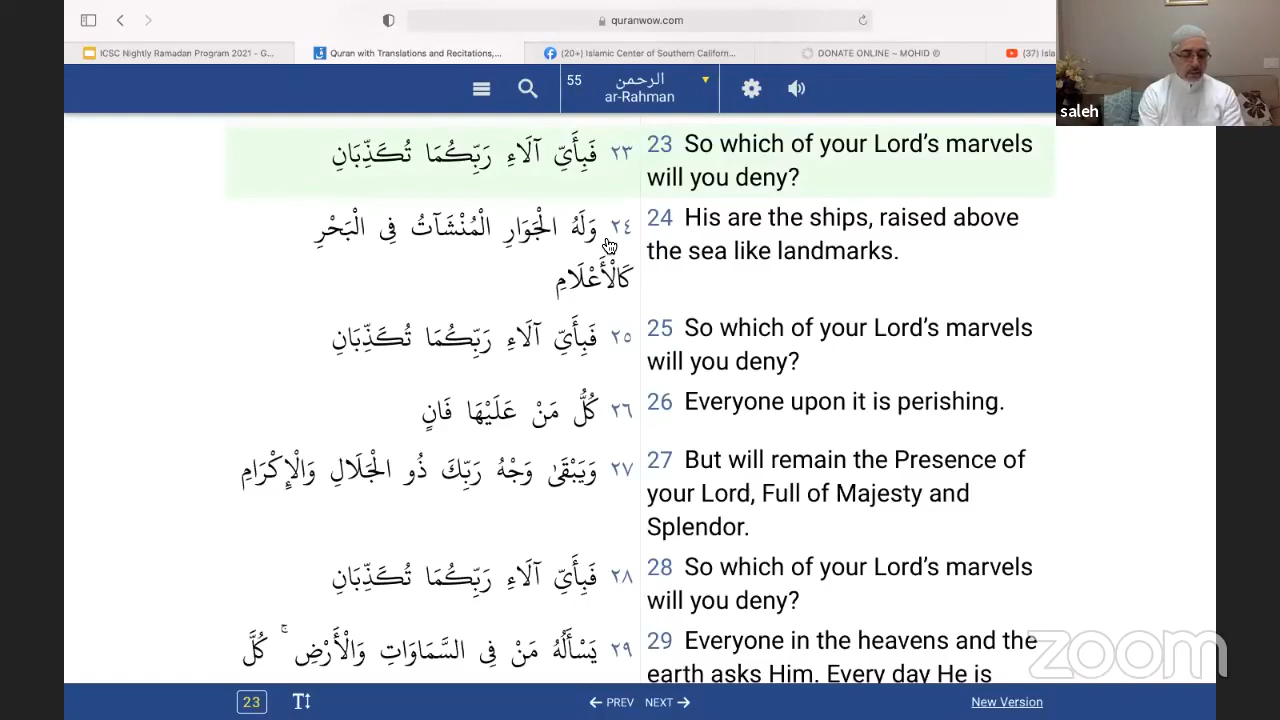 quranwow.com
ICSC Nightly Ramadan Program 2021 - G...
Quran with Translations and Recitations,...
(20+) Islamic Center of Southern Californ...
DONATE ONLINE ~ MOHID ®
(37) Isla
saleh
55
الرحمن
ar-Rahman
٢٣ فَبِأَيِّ آلَاءِ رَبِّكُمَا تُكَذِّبَانِ
23 So which of your Lord’s marvels
will you deny?
٢٤ وَلَهُ الْجَوَارِ الْمُنْشَآتُ فِى الْبَحْرِ
كَالْأَعْلَامِ
24 His are the ships, raised above
the sea like landmarks.
٢٥ فَبِأَيِّ آلَاءِ رَبِّكُمَا تُكَذِّبَانِ
25 So which of your Lord’s marvels
will you deny?
٢٦ كُلُّ مَنْ عَلَيْهَا فَانٍ
26 Everyone upon it is perishing.
٢٧ وَيَبْقَىٰ وَجْهُ رَبِّكَ ذُو الْجَلَالِ وَالْإِكْرَامِ
27 But will remain the Presence of
your Lord, Full of Majesty and
Splendor.
٢٨ فَبِأَيِّ آلَاءِ رَبِّكُمَا تُكَذِّبَانِ
28 So which of your Lord’s marvels
will you deny?
٢٩ يَسْأَلُهُ مَنْ فِى السَّمَاوَاتِ وَالْأَرْضِ ۚ كُلَّ
29 Everyone in the heavens and the
earth asks Him. Every day He is
zoom
23
T
PREV NEXT
New Version